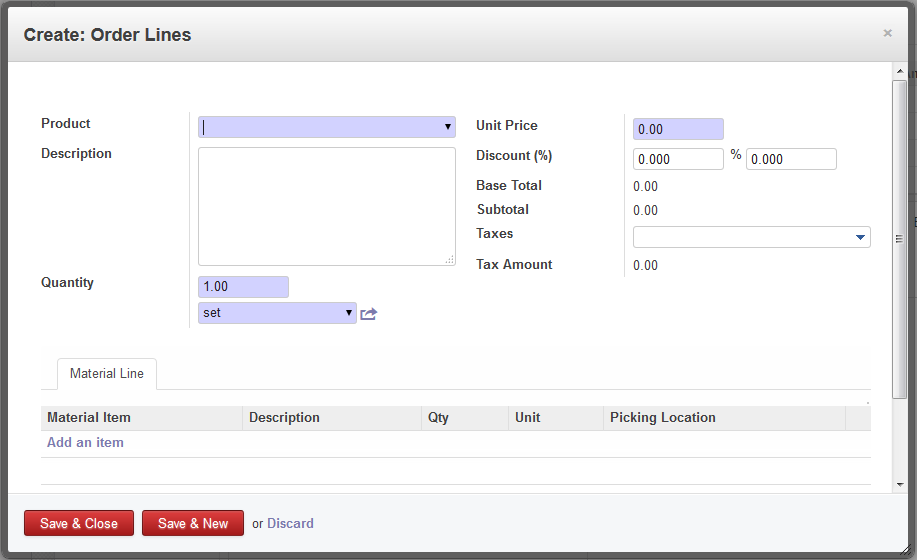 Create: Order Lines
×
Product
Description
Quantity
1.00
set
Unit Price
0.00
Discount (%)
0.000 % 0.000
Base Total
0.00
Subtotal
0.00
Taxes
Tax Amount
0.00
Material Line
Material Item Description Qty Unit Picking Location
Add an item
Save & Close Save & New or Discard